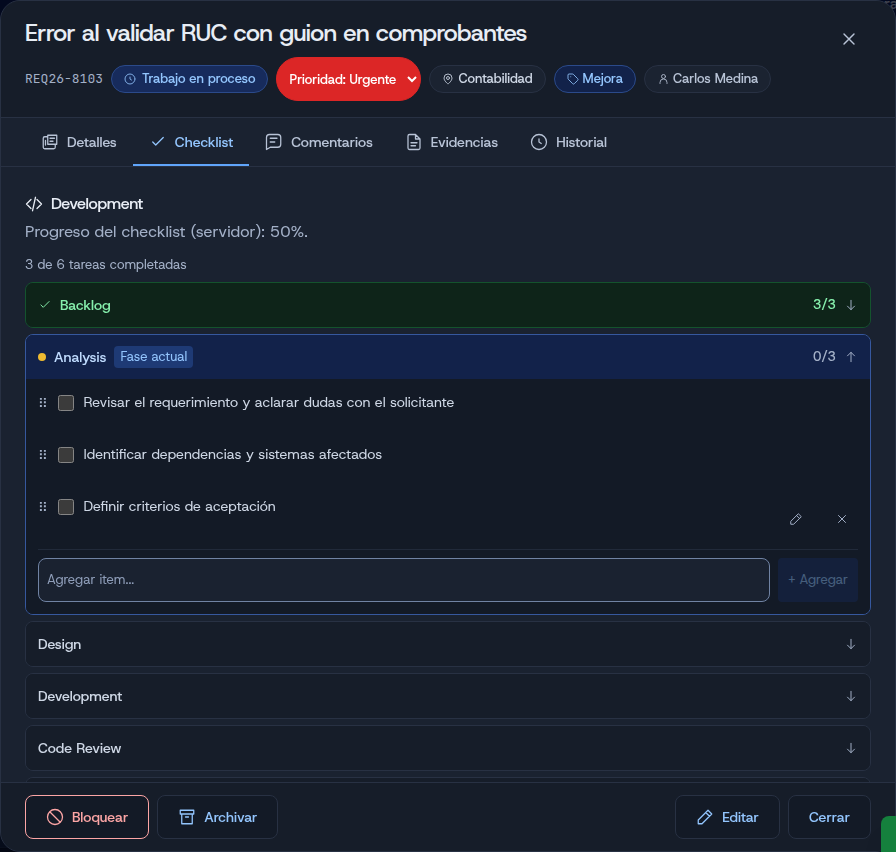 Error al validar RUC con guion en comprobantes
REQ26-8103 Trabajo en proceso Prioridad: Urgente Contabilidad Mejora Carlos Medina
Detalles Checklist Comentarios Evidencias Historial
Development
Progreso del checklist (servidor): 50%.
3 de 6 tareas completadas
Backlog 3/3
Analysis Fase actual 0/3
Revisar el requerimiento y aclarar dudas con el solicitante
Identificar dependencias y sistemas afectados
Definir criterios de aceptación
Agregar item... + Agregar
Design
Development
Code Review
Bloquear Archivar Editar Cerrar